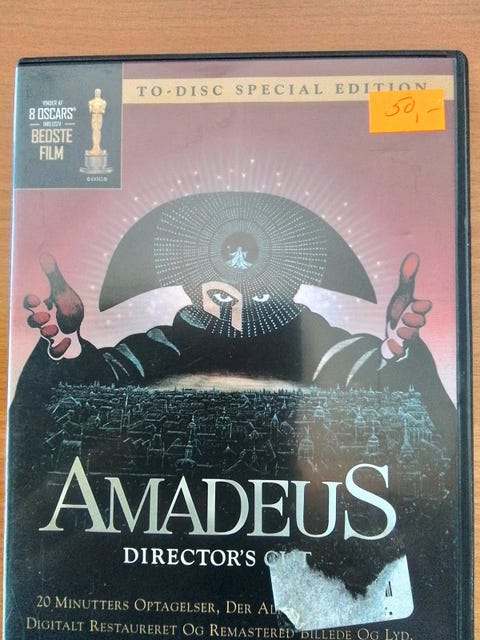 TO-DISC SPECIAL EDITION
50,-
VINDER AF
8 OSCARS®
INKLUSIV
BEDSTE
FILM
AMADEUS
DIRECTOR'S
20 MINUTTERS OPTAGELSER, DER
DIGITALT RESTAURERET OG REMASTERED BILLEDE OG LYD.